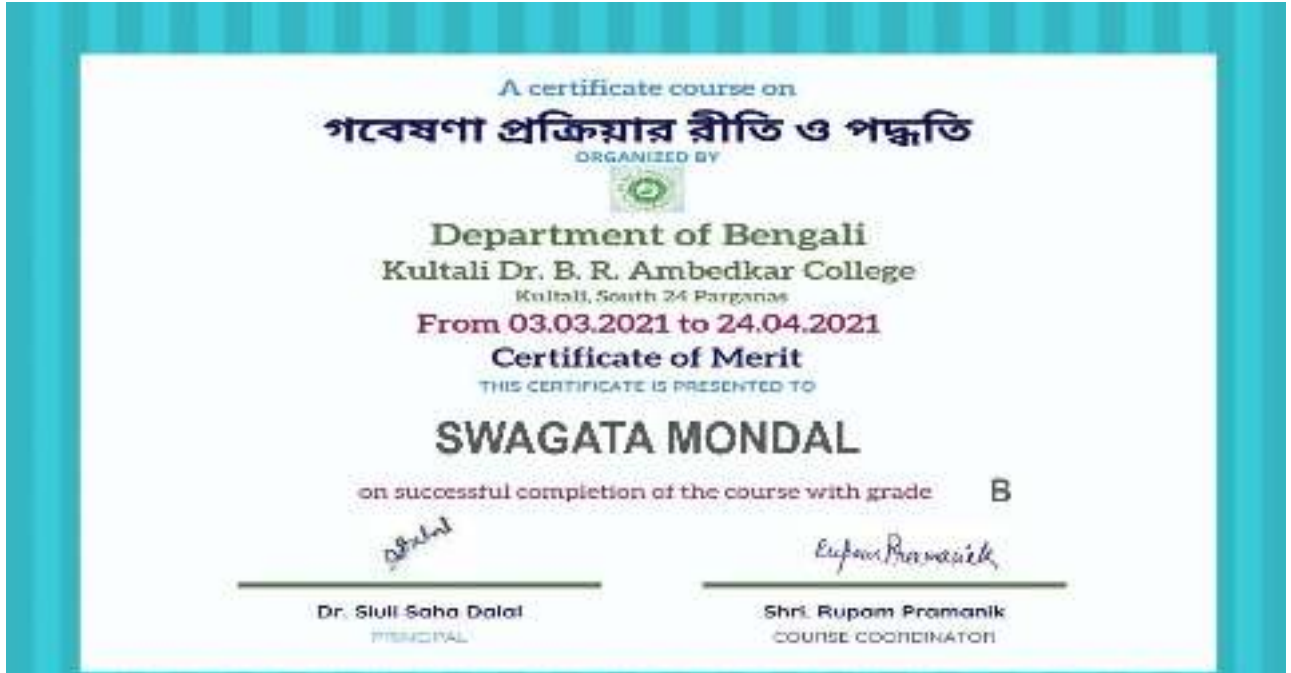 A certificate course on
গবেষণা প্রক্রিয়ার রীতি ও পদ্ধতি
ORGANIZED BY
Department of Bengali
Kultali Dr. B. R. Ambedkar College
Kultali, South 24 Parganas
From 03.03.2021 to 24.04.2021
Certificate of Merit
THIS CERTIFICATE IS PRESENTED TO
SWAGATA MONDAL
on successful completion of the course with grade B
Rupam Pramanik
Dr. Siuli Saha Dalal Shri. Rupam Pramanik
PRINCIPAL COURSE COORDINATOR